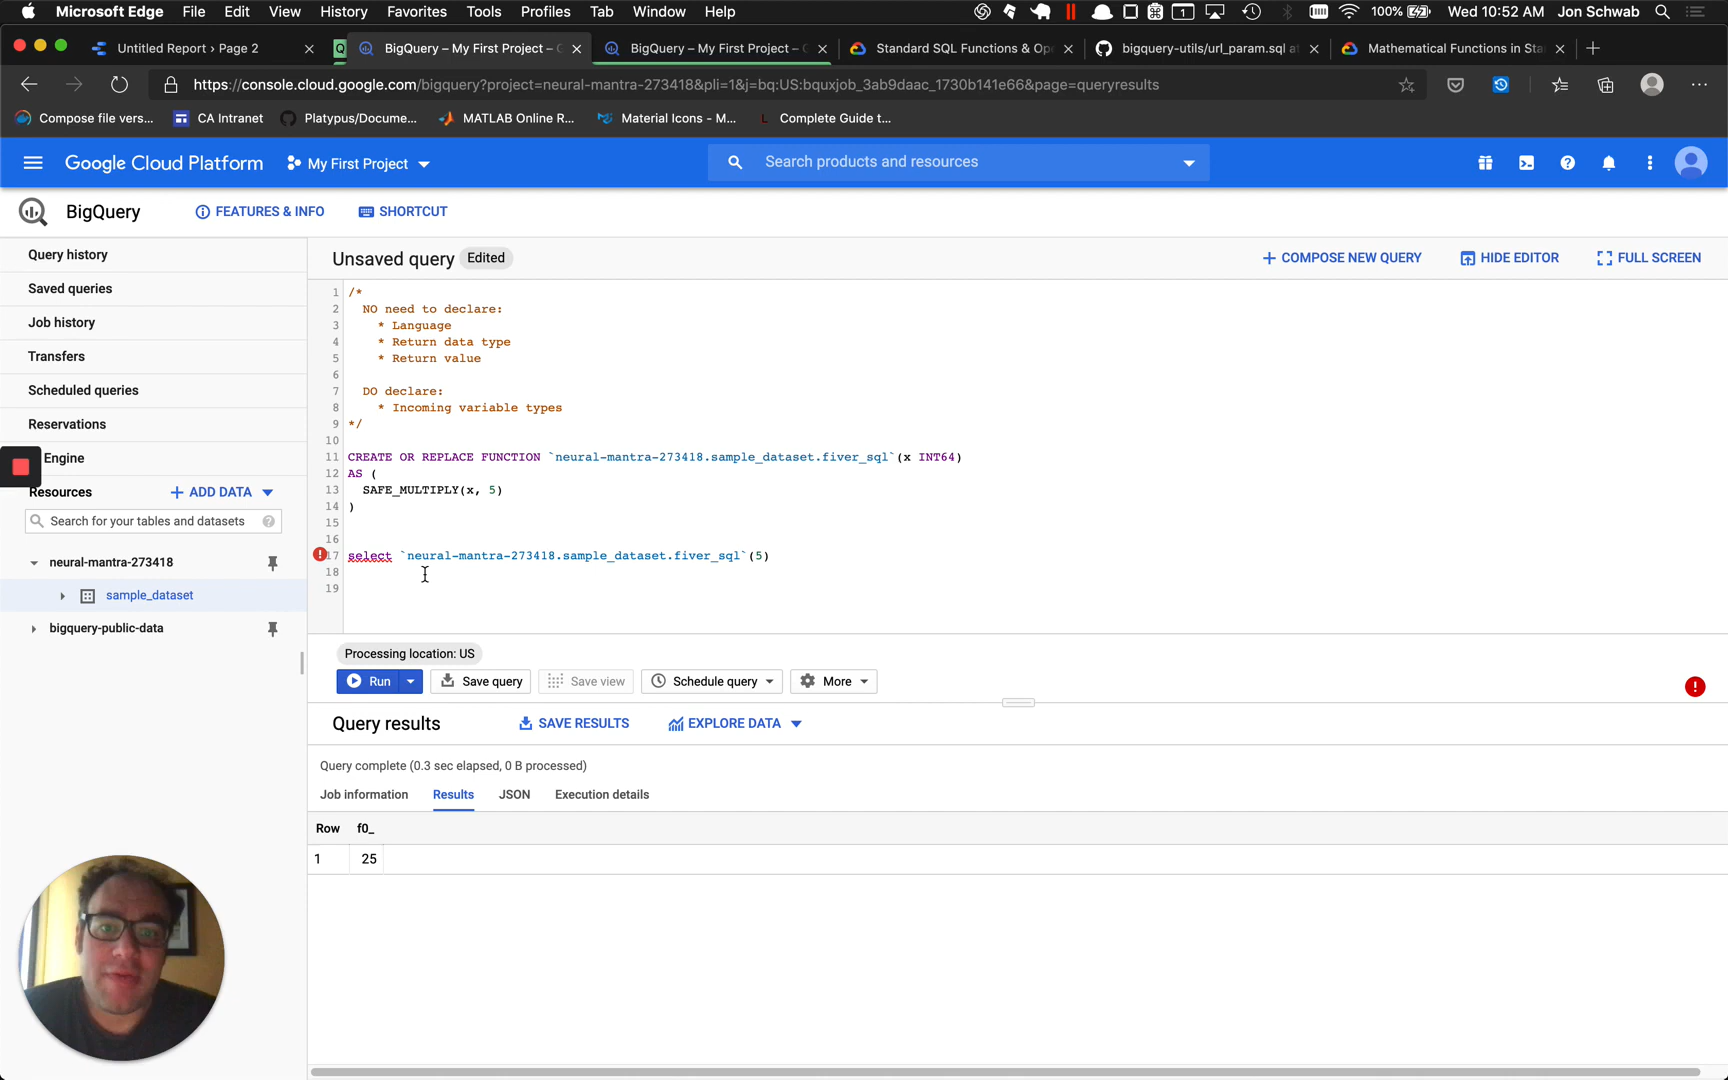 Microsoft Edge File Edit View History Favorites Tools Profiles Tab Window Help 1 100% Wed 10:52 AM Jon Schwab
Untitled Report › Page 2 Q BigQuery – My First Project – G BigQuery – My First Project – G Standard SQL Functions & Ope bigquery-utils/url_param.sql at Mathematical Functions in Sta
https://console.cloud.google.com/bigquery?project=neural-mantra-273418&pli=1&j=bq:US:bquxjob_3ab9daac_1730b141e66&page=queryresults
Compose file vers... CA Intranet Platypus/Docume... MATLAB Online R... Material Icons - M... L Complete Guide t...
Google Cloud Platform My First Project Search products and resources
BigQuery FEATURES & INFO SHORTCUT
Query history
Saved queries
Job history
Transfers
Scheduled queries
Reservations
Engine
Resources ADD DATA
Search for your tables and datasets
neural-mantra-273418
sample_dataset
bigquery-public-data
Unsaved query Edited COMPOSE NEW QUERY HIDE EDITOR FULL SCREEN
1 /*
2 NO need to declare:
3 * Language
4 * Return data type
5 * Return value
6
7 DO declare:
8 * Incoming variable types
9 */
10
11 CREATE OR REPLACE FUNCTION `neural-mantra-273418.sample_dataset.fiver_sql`(x INT64)
12 AS (
13 SAFE_MULTIPLY(x, 5)
14 )
15
16
17 select `neural-mantra-273418.sample_dataset.fiver_sql`(5)
18
19
Processing location: US
Run Save query Save view Schedule query More
Query results SAVE RESULTS EXPLORE DATA
Query complete (0.3 sec elapsed, 0 B processed)
Job information Results JSON Execution details
Row f0_
1 25